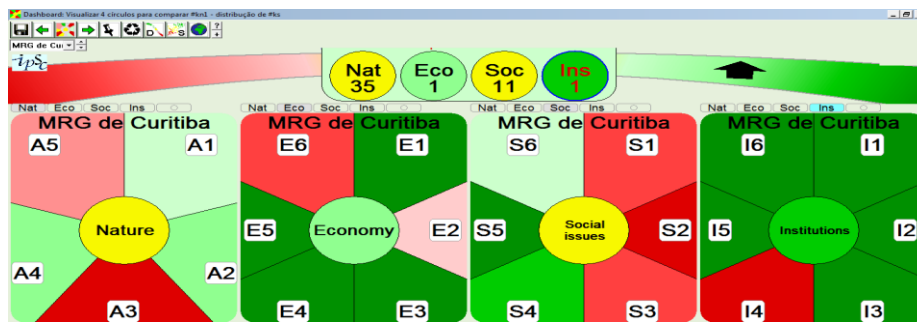 Dashboard: Visualizar 4 círculos para comparar #kn1 - distribução de #ks
D S ?
MRG de Cur
ipsc
Nat Eco Soc Ins
35 1 11 1
Nat Eco Soc Ins
Nat Eco Soc Ins
Nat Eco Soc Ins
Nat Eco Soc Ins
MRG de Curitiba
A5 A1
Nature
A4 A2
A3
MRG de Curitiba
E6 E1
E5 Economy E2
E4 E3
MRG de Curitiba
S6 S1
Social
issues
S5 S2
S4 S3
MRG de Curitiba
I6 I1
I5 Institutions I2
I4 I3